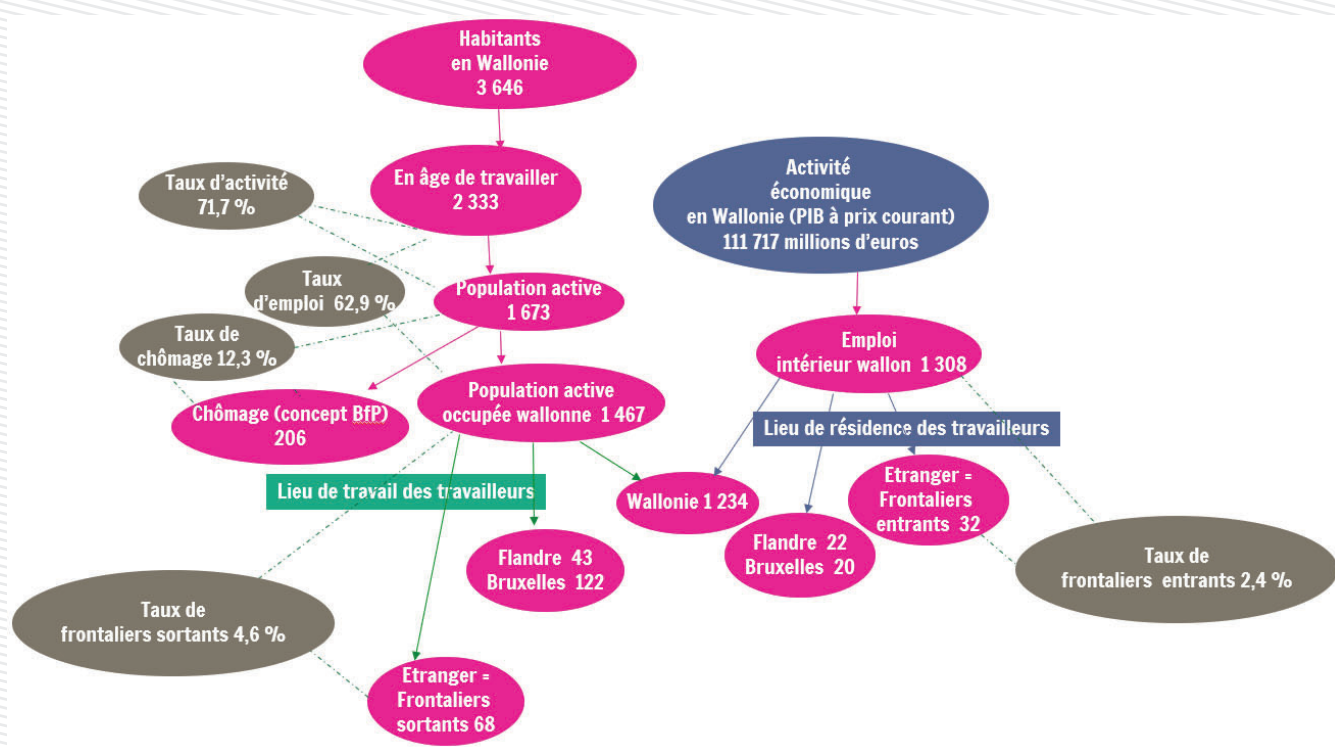 Habitants
en Wallonie
3 646
En âge de travailler
2 333
Taux d'activité
71,7 %
Activité
économique
en Wallonie (PIB à prix courant)
111 717 millions d'euros
Taux
d'emploi 62,9 %
Population active
1 673
Taux de
chômage 12,3 %
Emploi
intérieur wallon 1 308
Chômage (concept BfP)
206
Population active
occupée wallonne 1 467
Lieu de résidence des travailleurs
Lieu de travail des travailleurs
Wallonie 1 234
Etranger =
Frontaliers
entrants 32
Flandre 43
Bruxelles 122
Flandre 22
Bruxelles 20
Taux de
frontaliers entrants 2,4 %
Taux de
frontaliers sortants 4,6 %
Etranger =
Frontaliers
sortants 68